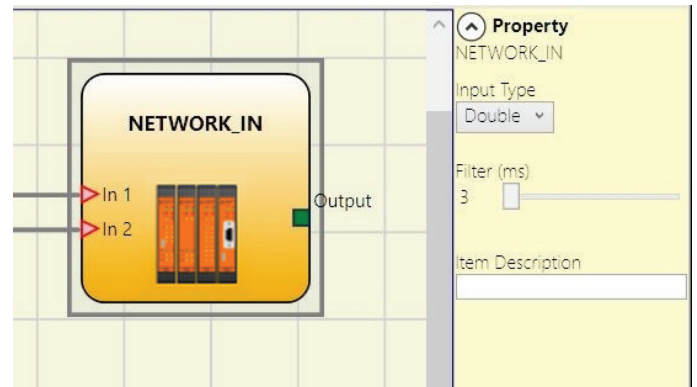 NETWORK_IN
In 1
In 2
Output
Property
NETWORK_IN
Input Type
Double
Filter (ms)
3
Item Description